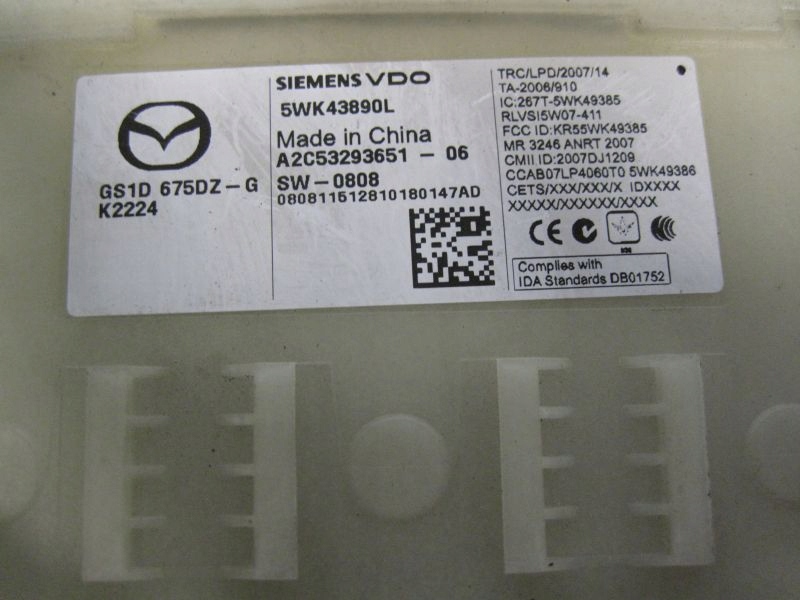 GS1D 675DZ-G
K2224
SIEMENS VDO
5WK43890L
Made in China
A2C53293651 - 06
SW-0808
080811512810180147AD
TRC/LPD/2007/14
TA-2006/910
IC:267T-5WK49385
RLVSI5W07-411
FCC ID:KR55WK49385
MR 3246 ANRT 2007
CMII ID:2007DJ1209
CCAB07LP4060T0 5WK49386
CETS/XXX/XXX/X IDXXXX
XXXXX/XXXXXX/XXXX
CE
Complies with
IDA Standards DB01752